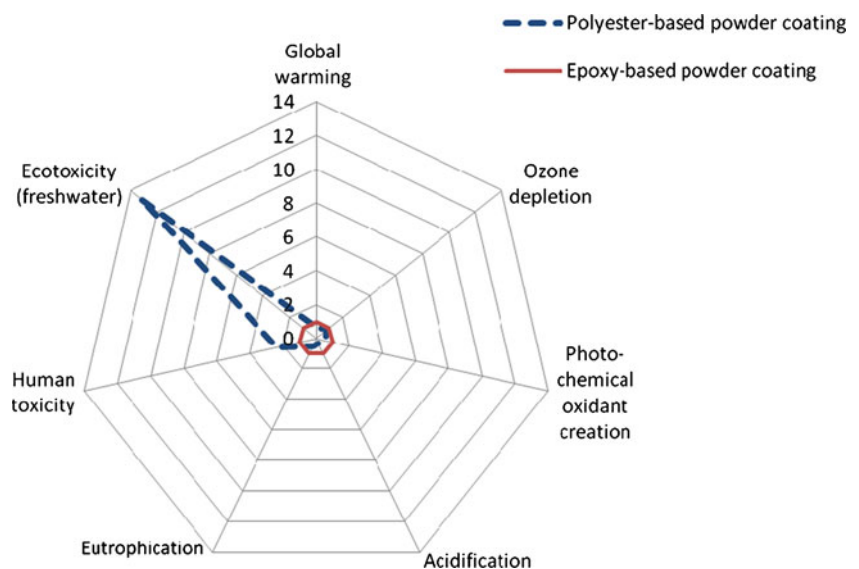 Polyester-based powder coating
Epoxy-based powder coating
Global
warming
14
12
10
8
6
4
2
0
Ozone
depletion
Photo-
chemical
oxidant
creation
Acidification
Eutrophication
Human
toxicity
Ecotoxicity
(freshwater)